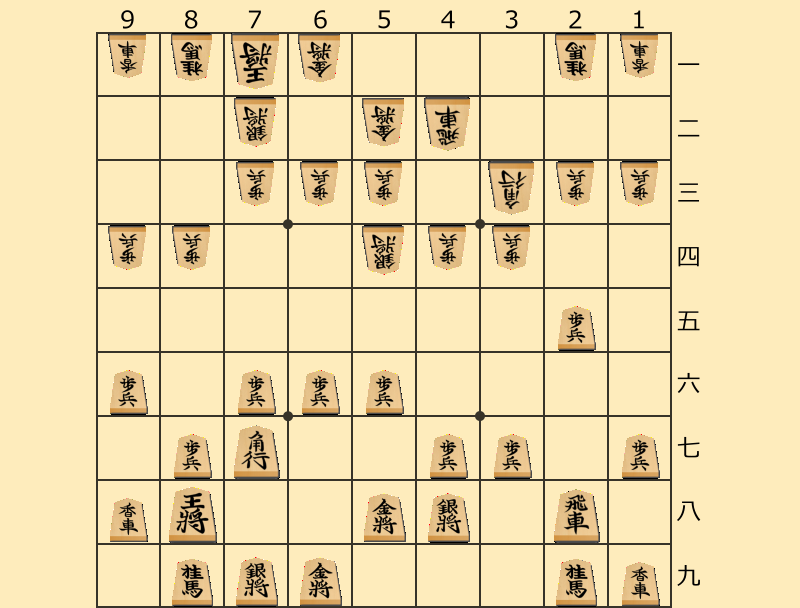 9 8 7 6 5 4 3 2 1
香車 桂馬 王将 金将 桂馬 香車 一
銀将 金将 飛車 二
歩兵 歩兵 歩兵 角行 歩兵 歩兵 三
歩兵 歩兵 銀将 歩兵 歩兵 四
歩兵 五
歩兵 歩兵 歩兵 歩兵 六
歩兵 角行 歩兵 歩兵 歩兵 七
香車 王将 金将 銀将 飛車 八
桂馬 銀将 金将 桂馬 香車 九